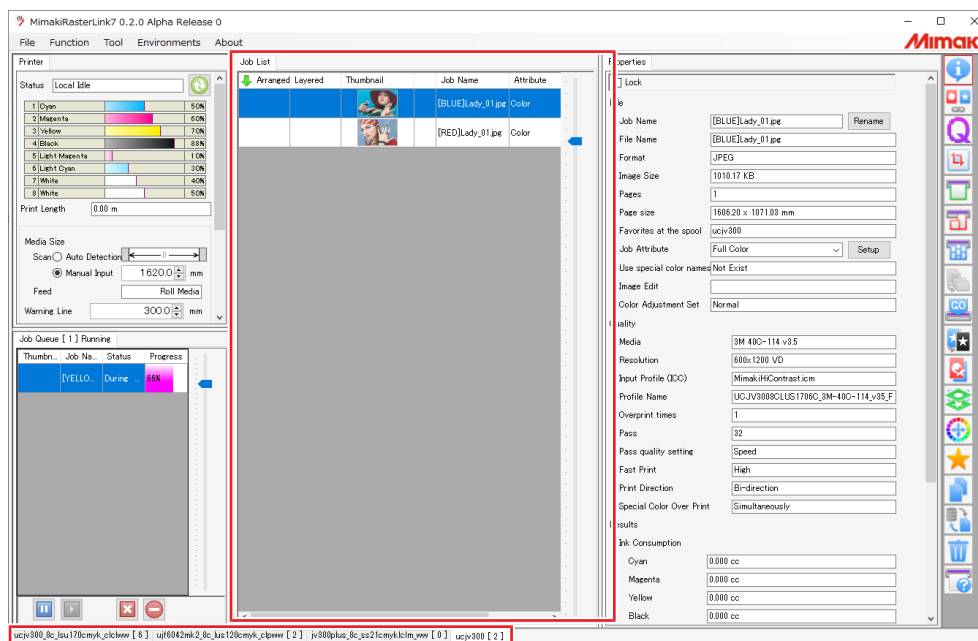 MimakiRasterLink7 0.2.0 Alpha Release 0
File Function Tool Environments About
Mimak
Printer
Status Local Idle
1 Cyan 50%
2 Magenta 60%
3 Yellow 70%
4 Black 88%
5 Light Magenta 10%
6 Light Cyan 30%
7 White 40%
8 White 50%
Print Length 0.00 m
Media Size
Scan Auto Detection 0
Manual Input 1620.0 mm
Feed Roll Media
Warning Line 300.0 mm
Job Queue [ 1 ] Running
Thumbn... Job Na... Status Progress
[YELLO... During ... 66%
Job List
Arranged Layered Thumbnail Job Name Attribute
[BLUE]Lady_01.jpg Color
[RED]Lady_01.jpg Color
operties
Lock
le
Job Name [BLUE]Lady_01.jpg Rename
File Name [BLUE]Lady_01.jpg
Format JPEG
Image Size 1010.17 KB
Pages 1
Page size 1606.20 x 1071.03 mm
Favorites at the spool ucjv300
Job Attribute Full Color Setup
Use special color names Not Exist
Image Edit
Color Adjustment Set Normal
uality
Media 3M 40C-114 v3.5
Resolution 600x1200 VD
Input Profile (ICC) MimakiHiContrast.icm
Profile Name UCJV3008CLUS1706C_3M-40C-114_v35_F
Overprint times 1
Pass 32
Pass quality setting Speed
Fast Print High
Print Direction Bi-direction
Special Color Over Print Simultaneously
sults
Ink Consumption
Cyan 0.000 cc
Magenta 0.000 cc
Yellow 0.000 cc
Black 0.000 cc
Q
GO
ucjv300_8c_lsu170cmyk_clclww [ 6 ] ujf6042mk2_8c_lus120cmyk_clpww [ 2 ] jv300plus_8c_ss21cmyklclm_ww [ 0 ] ucjv300 [ 2 ]